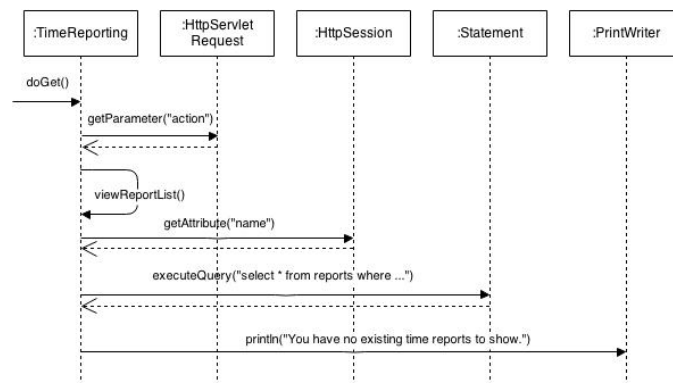 :TimeReporting
:HttpServlet
Request
:HttpSession
:Statement
:PrintWriter
doGet()
getParameter("action")
viewReportList()
getAttribute("name")
executeQuery("select * from reports where ...")
println("You have no existing time reports to show.")